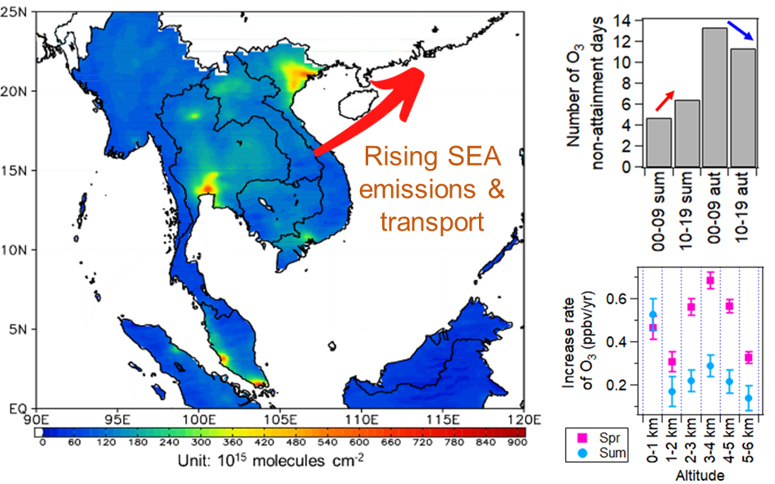 25N
20N
15N
10N
5N
EQ
90E 95E 100E 105E 110E 115E 120E
Rising SEA
emissions &
transport
0 60 120 180 240 300 360 420 480 540 600 660 720 780 840 900
Unit: 10¹⁵ molecules cm⁻²
Number of O₃
non-attainment days
14
12
10
8
6
4
2
0
00-09 sum
10-19 sum
00-09 aut
10-19 aut
Increase rate
of O₃ (ppbv/yr)
0.6
0.4
0.2
Spr
Sum
0-1 km
1-2 km
2-3 km
3-4 km
4-5 km
5-6 km
Altitude